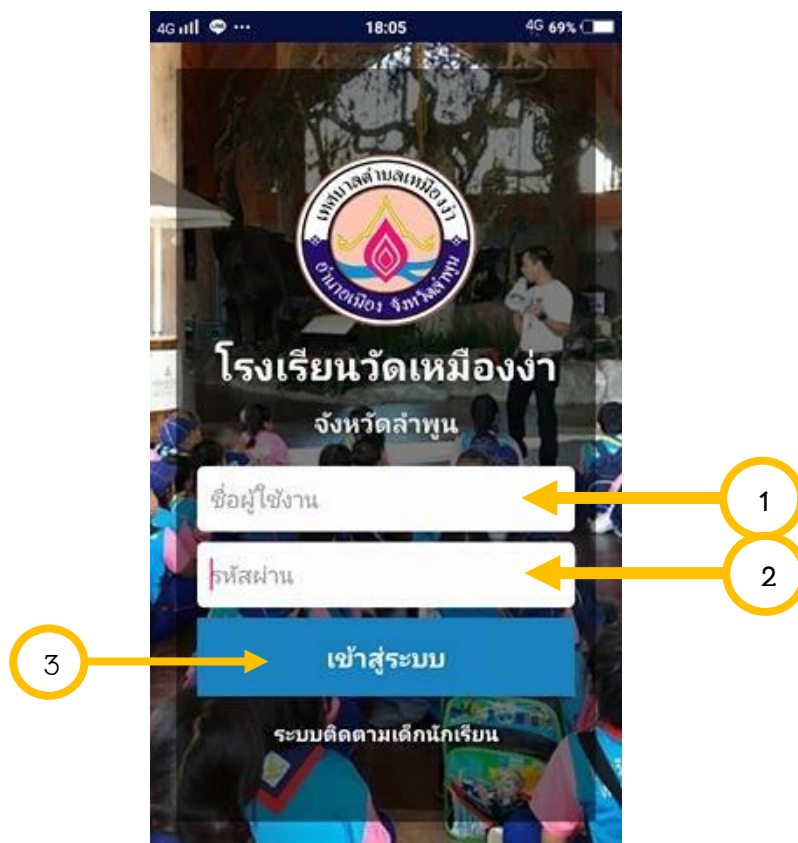 4G ... 18:05 4G 69%
เทศบาลตำบลเหมืองง่า
อำเภอเมือง จังหวัดลำพูน
โรงเรียนวัดเหมืองง่า
จังหวัดลำพูน
ชื่อผู้ใช้งาน
1
รหัสผ่าน
2
3
เข้าสู่ระบบ
ระบบติดตามเด็กนักเรียน